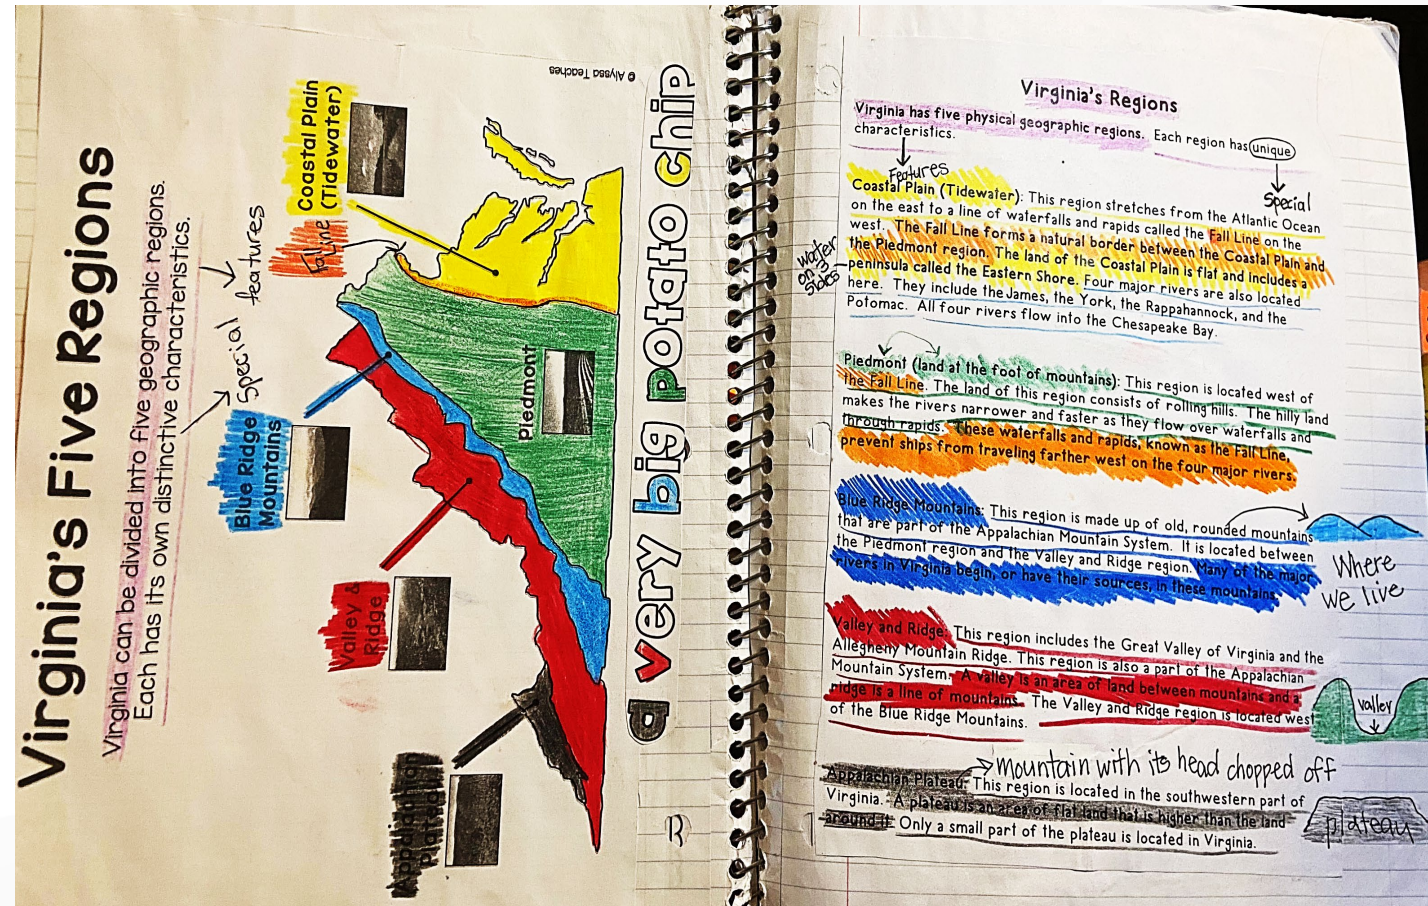 Virginia's Five Regions
Virginia can be divided into five geographic regions.
Each has its own distinctive characteristics.
Special features
Coastal Plain
(Tidewater)
Fall Line
Blue Ridge
Mountains
Piedmont
Valley &
Ridge
Appalachian
Plateau
a very big potato chip
© Alyssa Teaches
Virginia's Regions
Virginia has five physical geographic regions. Each region has unique
characteristics.
Features
Special
Coastal Plain (Tidewater): This region stretches from the Atlantic Ocean
on the east to a line of waterfalls and rapids called the Fall Line on the
west. The Fall Line forms a natural border between the Coastal Plain and
the Piedmont region. The land of the Coastal Plain is flat and includes a
peninsula called the Eastern Shore. Four major rivers are also located
here. They include the James, the York, the Rappahannock, and the
Potomac. All four rivers flow into the Chesapeake Bay.
water
on 3
sides
Piedmont (land at the foot of mountains): This region is located west of
the Fall Line. The land of this region consists of rolling hills. The hilly land
makes the rivers narrower and faster as they flow over waterfalls and
through rapids. These waterfalls and rapids, known as the Fall Line,
prevent ships from traveling farther west on the four major rivers.
Blue Ridge Mountains: This region is made up of old, rounded mountains
that are part of the Appalachian Mountain System. It is located between
the Piedmont region and the Valley and Ridge region. Many of the major
rivers in Virginia begin, or have their sources, in these mountains.
Where
we live
Valley and Ridge: This region includes the Great Valley of Virginia and the
Allegheny Mountain Ridge. This region is also a part of the Appalachian
Mountain System. A valley is an area of land between mountains and a
ridge is a line of mountains. The Valley and Ridge region is located west
of the Blue Ridge Mountains.
valley
mountain with its head chopped off
Appalachian Plateau: This region is located in the southwestern part of
Virginia. A plateau is an area of flat land that is higher than the land
around it. Only a small part of the plateau is located in Virginia.
plateau